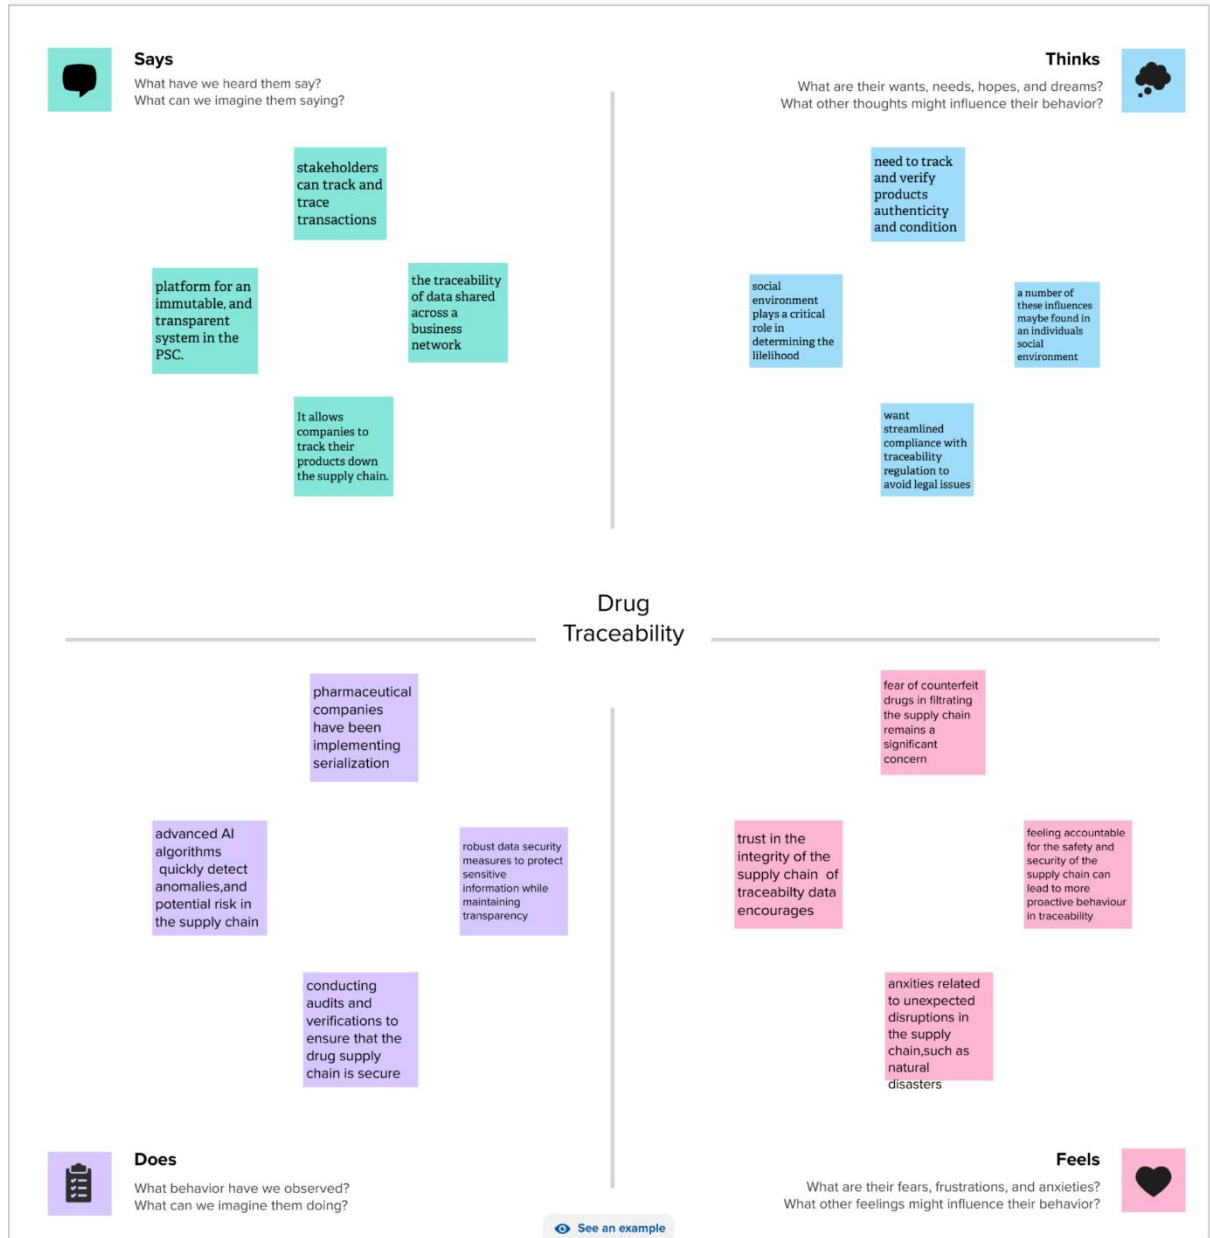 Says
What have we heard them say?
What can we imagine them saying?
stakeholders
can track and
trace
transactions
platform for an
immutable, and
transparent
system in the
PSC.
the traceability
of data shared
across a
business
network
It allows
companies to
track their
products down
the supply chain.
Thinks
What are their wants, needs, hopes, and dreams?
What other thoughts might influence their behavior?
need to track
and verify
products
authenticity
and condition
social
environment
plays a critical
role in
determining the
lilelihood
a number of
these influences
maybe found in
an individuals
social
environment
want
streamlined
compliance with
traceability
regulation to
avoid legal issues
Drug
Traceability
pharmaceutical
companies
have been
implementing
serialization
advanced AI
algorithms
quickly detect
anomalies,and
potential risk in
the supply chain
robust data security
measures to protect
sensitive
information while
maintaining
transparency
conducting
audits and
verifications to
ensure that the
drug supply
chain is secure
Does
What behavior have we observed?
What can we imagine them doing?
fear of counterfeit
drugs in filtrating
the supply chain
remains a
significant
concern
trust in the
integrity of the
supply chain of
traceabilty data
encourages
feeling accountable
for the safety and
security of the
supply chain can
lead to more
proactive behaviour
in traceability
anxities related
to unexpected
disruptions in
the supply
chain,such as
natural
disasters
Feels
What are their fears, frustrations, and anxieties?
What other feelings might influence their behavior?
See an example